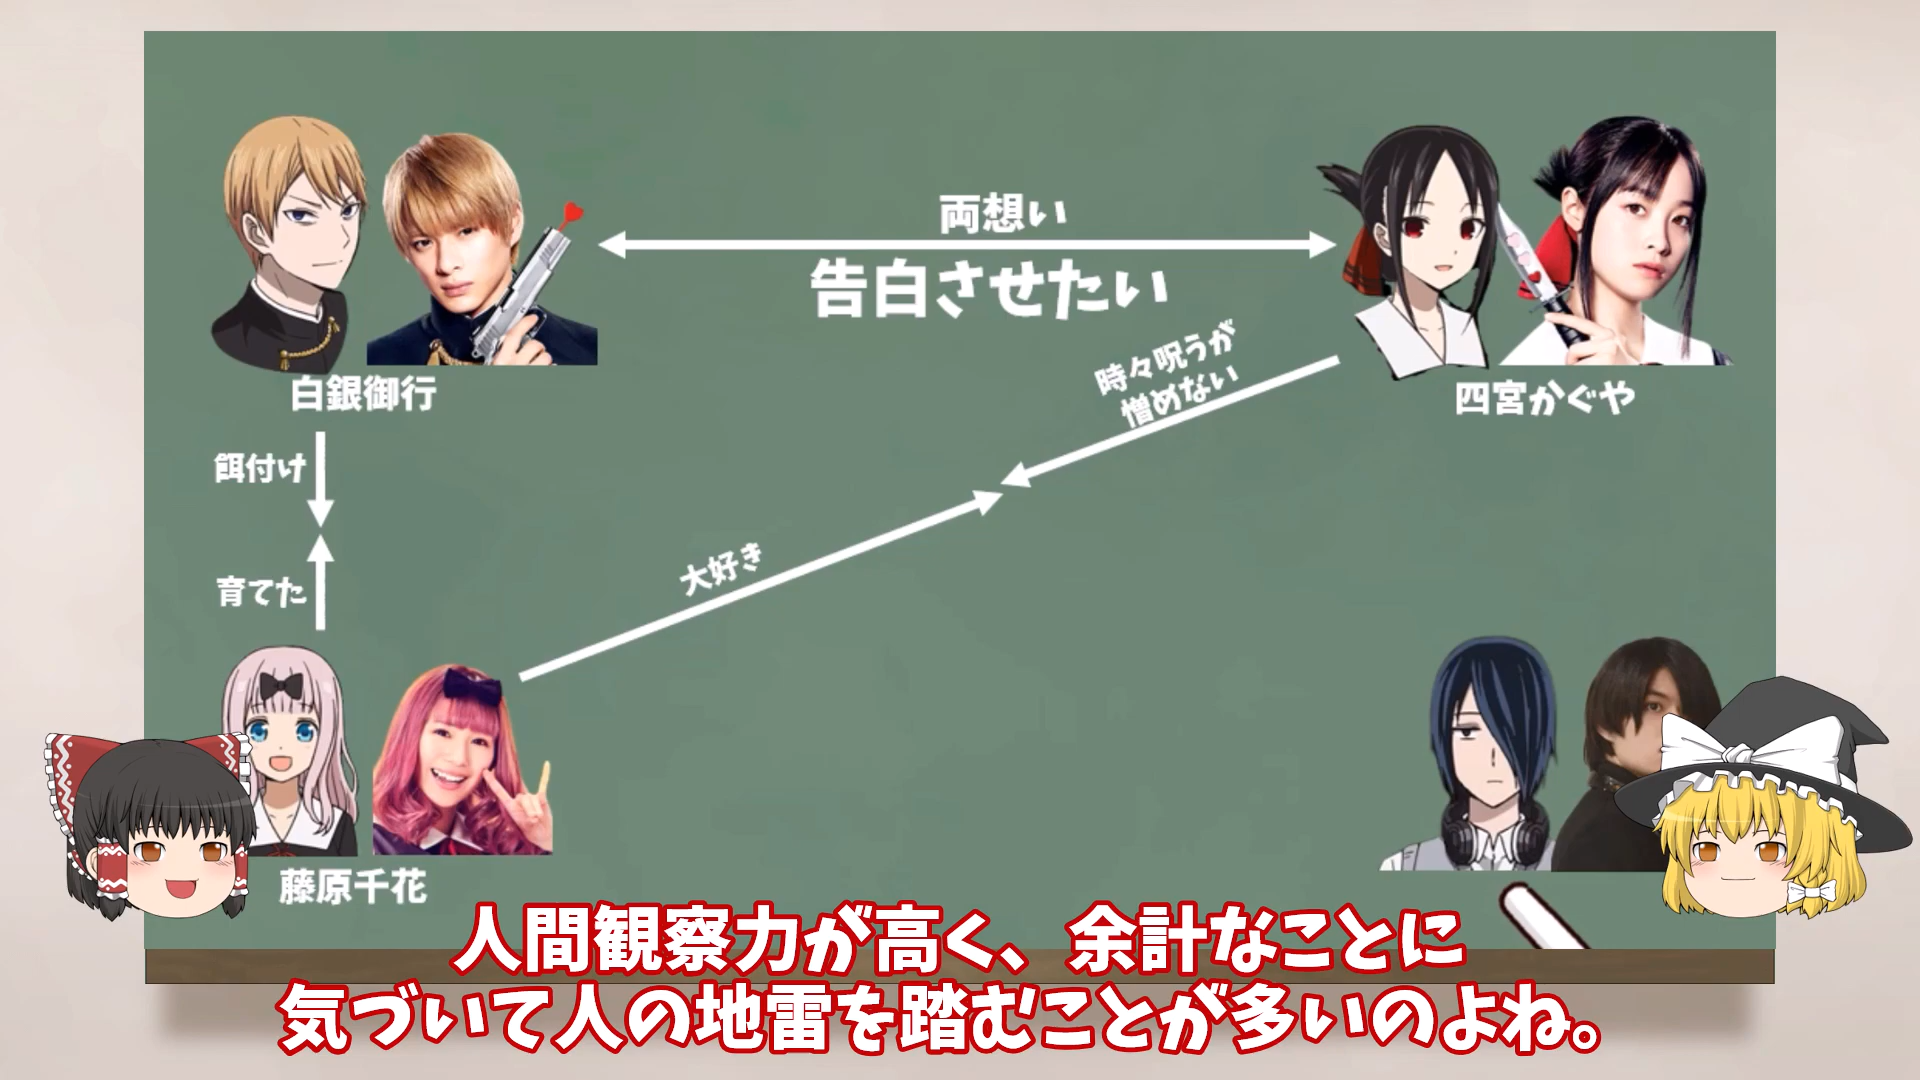 両想い
告白させたい
時々呪うが
憎めない
白銀御行
四宮かぐや
餌付け
大好き
育てた
藤原千花
人間観察力が高く、余計なことに
気づいて人の地雷を踏むことが多いのよね。